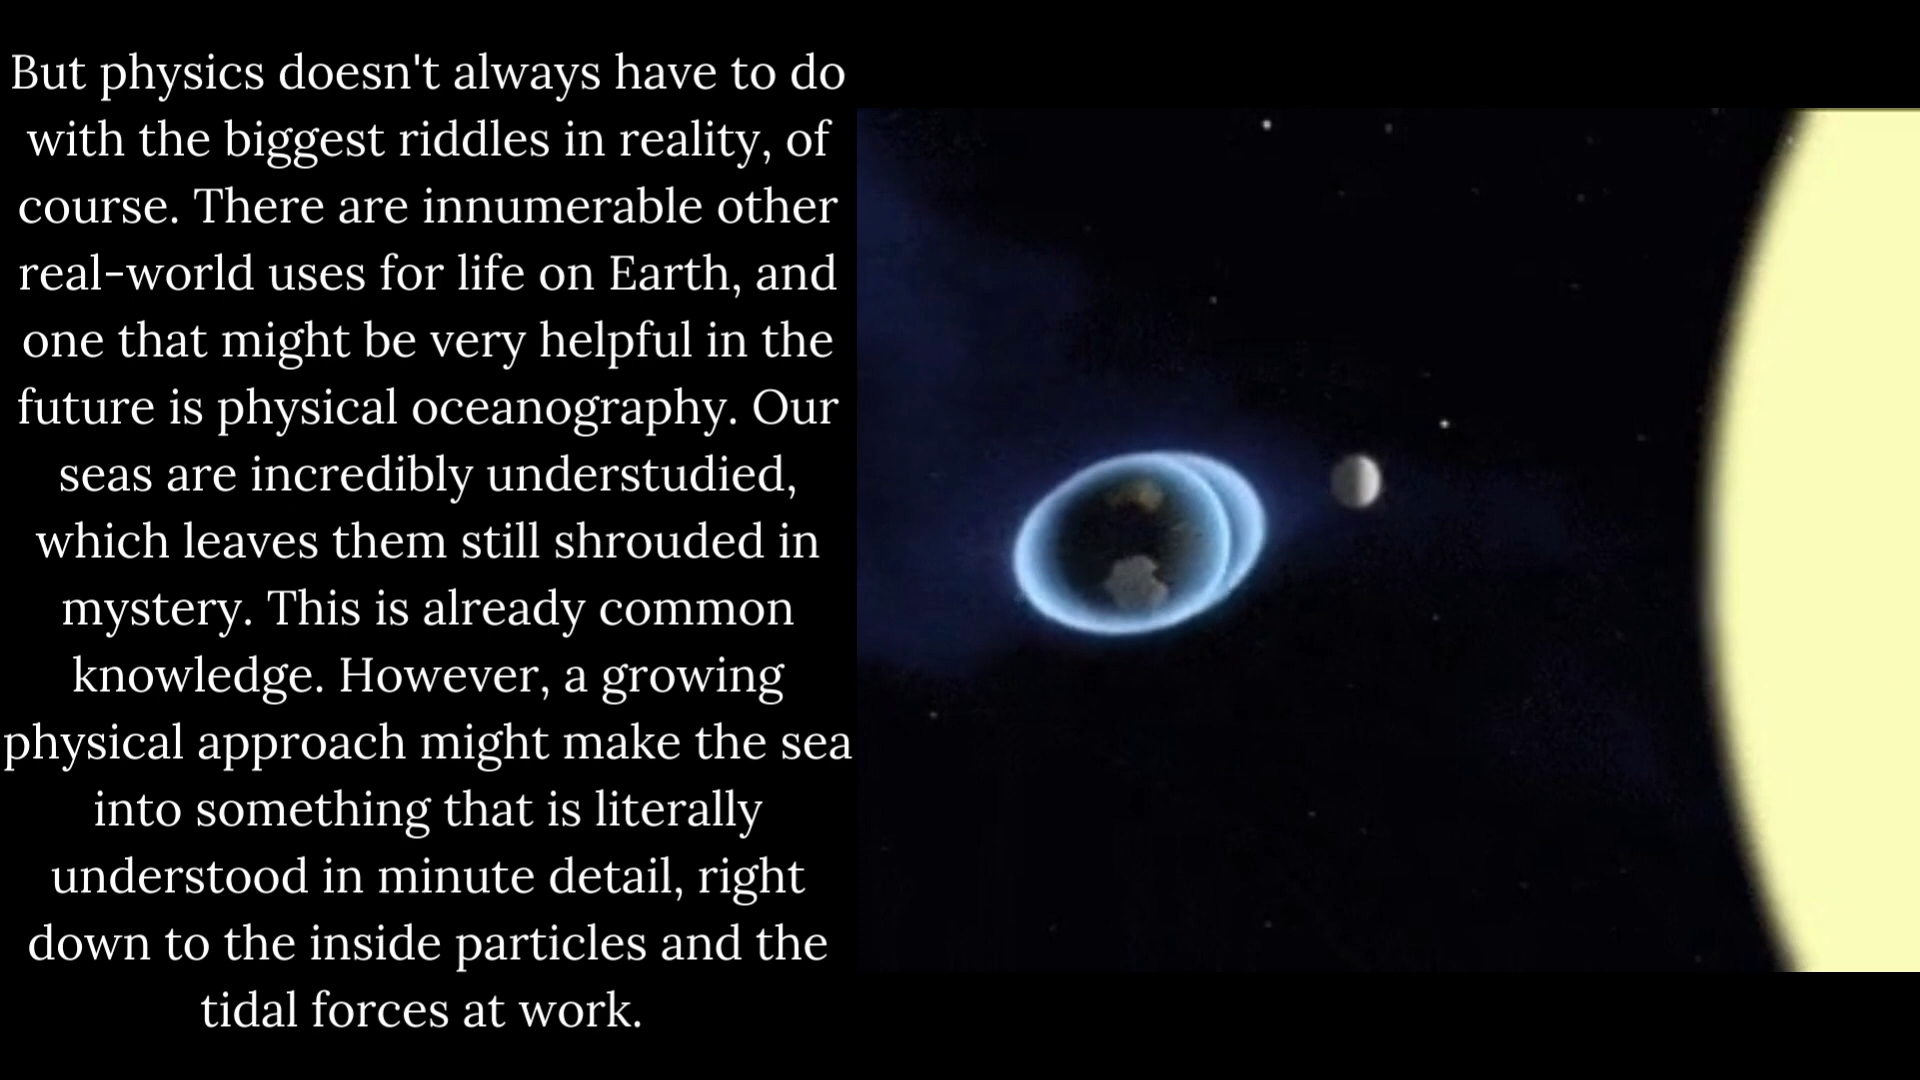 But physics doesn't always have to do
with the biggest riddles in reality, of
course. There are innumerable other
real-world uses for life on Earth, and
one that might be very helpful in the
future is physical oceanography. Our
seas are incredibly understudied,
which leaves them still shrouded in
mystery. This is already common
knowledge. However, a growing
physical approach might make the sea
into something that is literally
understood in minute detail, right
down to the inside particles and the
tidal forces at work.